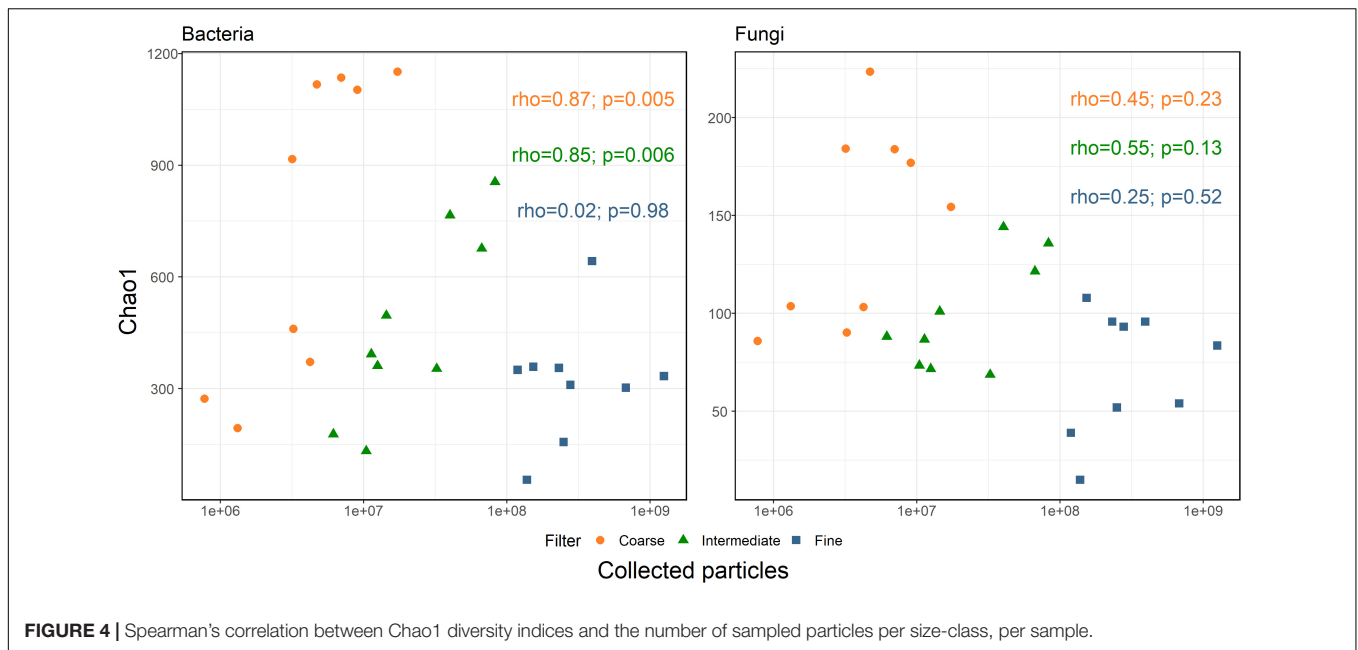 Bacteria
Fungi
Chao1
1200
900
600
300
rho=0.87; p=0.005
rho=0.85; p=0.006
rho=0.02; p=0.98
1e+06 1e+07 1e+08 1e+09
200
150
100
50
rho=0.45; p=0.23
rho=0.55; p=0.13
rho=0.25; p=0.52
1e+06 1e+07 1e+08 1e+09
Filter Coarse Intermediate Fine
Collected particles
FIGURE 4 | Spearman's correlation between Chao1 diversity indices and the number of sampled particles per size-class, per sample.